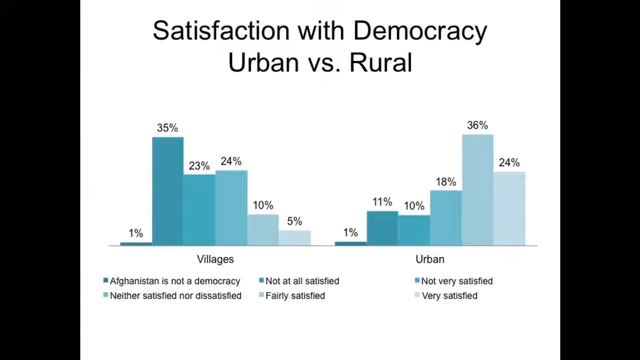 Satisfaction with Democracy
Urban vs. Rural
35%
23%
24%
10%
5%
1%
36%
24%
18%
11%
10%
1%
Villages
Urban
Afghanistan is not a democracy
Not at all satisfied
Not very satisfied
Neither satisfied nor dissatisfied
Fairly satisfied
Very satisfied